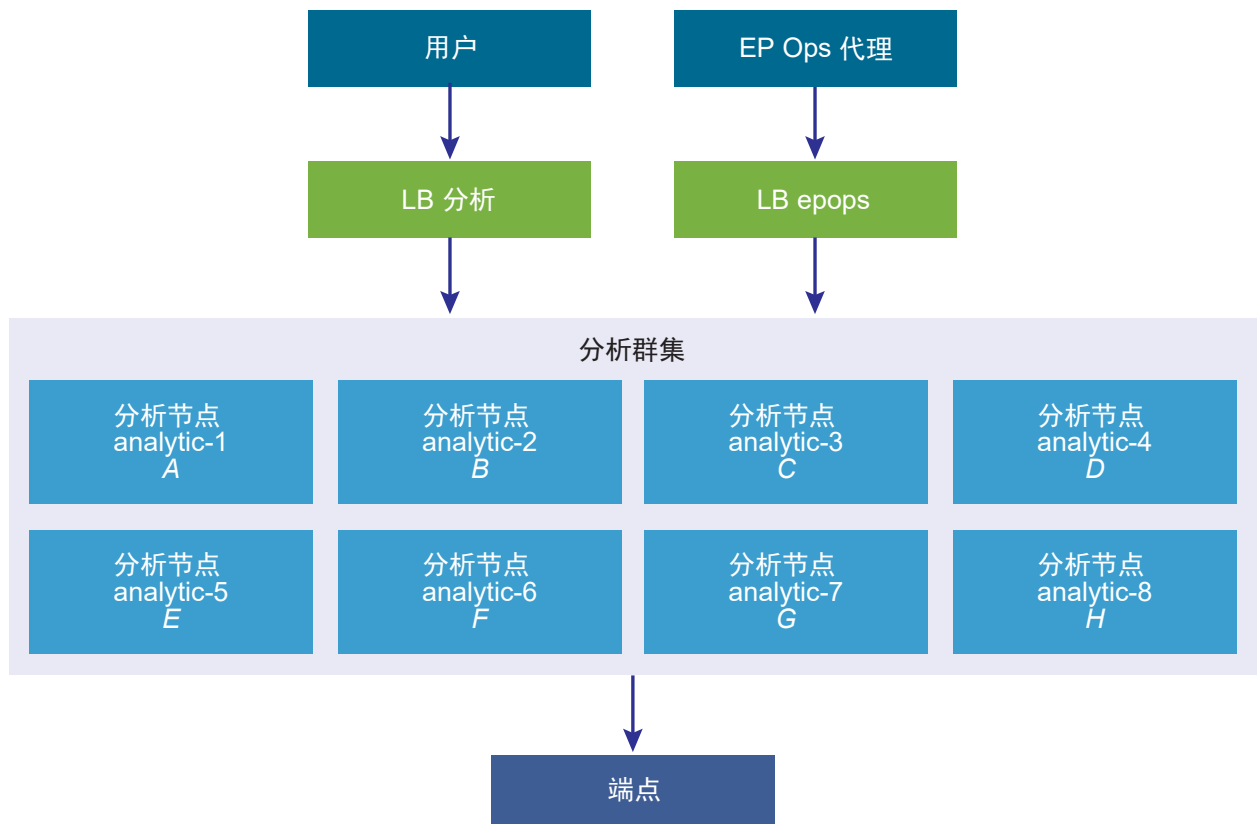 用户
EP Ops 代理
LB 分析
LB epops
分析群集
分析节点
analytic-1
A
分析节点
analytic-2
B
分析节点
analytic-3
C
分析节点
analytic-4
D
分析节点
analytic-5
E
分析节点
analytic-6
F
分析节点
analytic-7
G
分析节点
analytic-8
H
端点